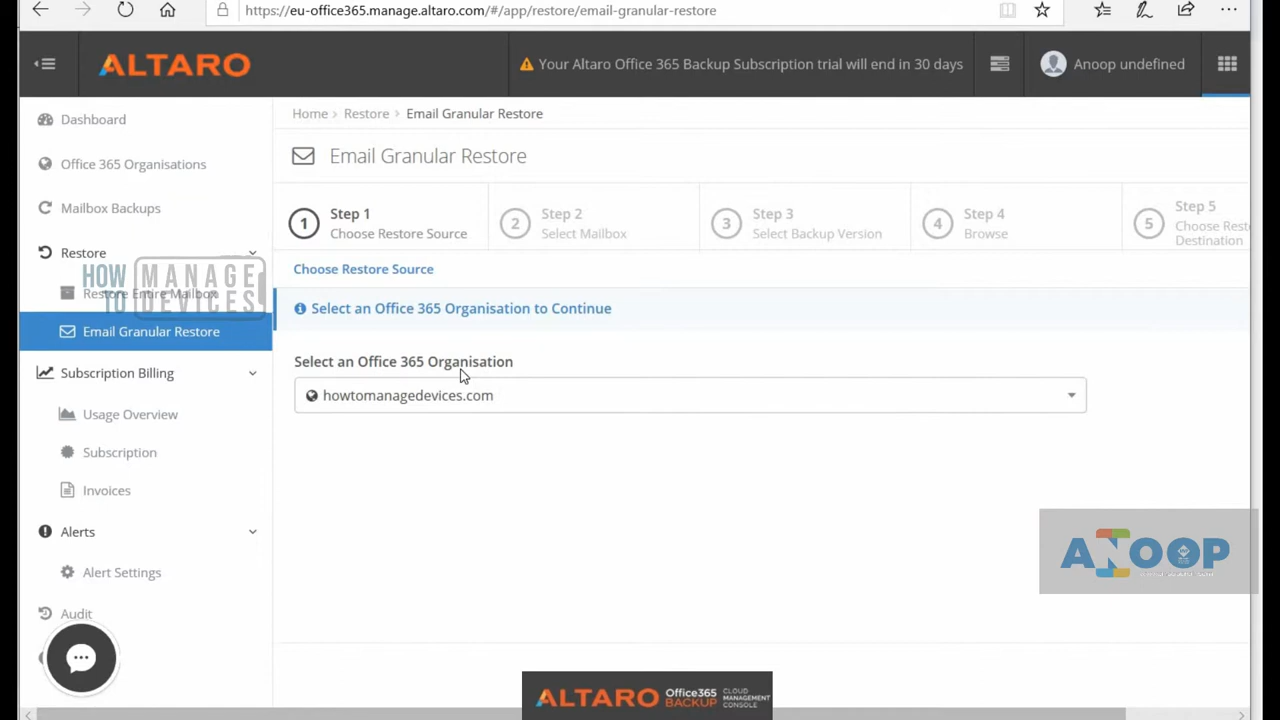 https://eu-office365.manage.altaro.com/#/app/restore/email-granular-restore
ALTARO
Your Altaro Office 365 Backup Subscription trial will end in 30 days
Anoop undefined
Dashboard
Office 365 Organisations
Mailbox Backups
Restore
Restore Entire Mailbox
Email Granular Restore
Subscription Billing
Usage Overview
Subscription
Invoices
Alerts
Alert Settings
Audit
HOW TO MANAGE DEVICES
Home › Restore › Email Granular Restore
Email Granular Restore
1 Step 1
Choose Restore Source
2 Step 2
Select Mailbox
3 Step 3
Select Backup Version
4 Step 4
Browse
5 Step 5
Choose Rest
Destination
Choose Restore Source
Select an Office 365 Organisation to Continue
Select an Office 365 Organisation
howtomanagedevices.com
ANOOP
ALTARO Office365 BACKUP CLOUD MANAGEMENT CONSOLE